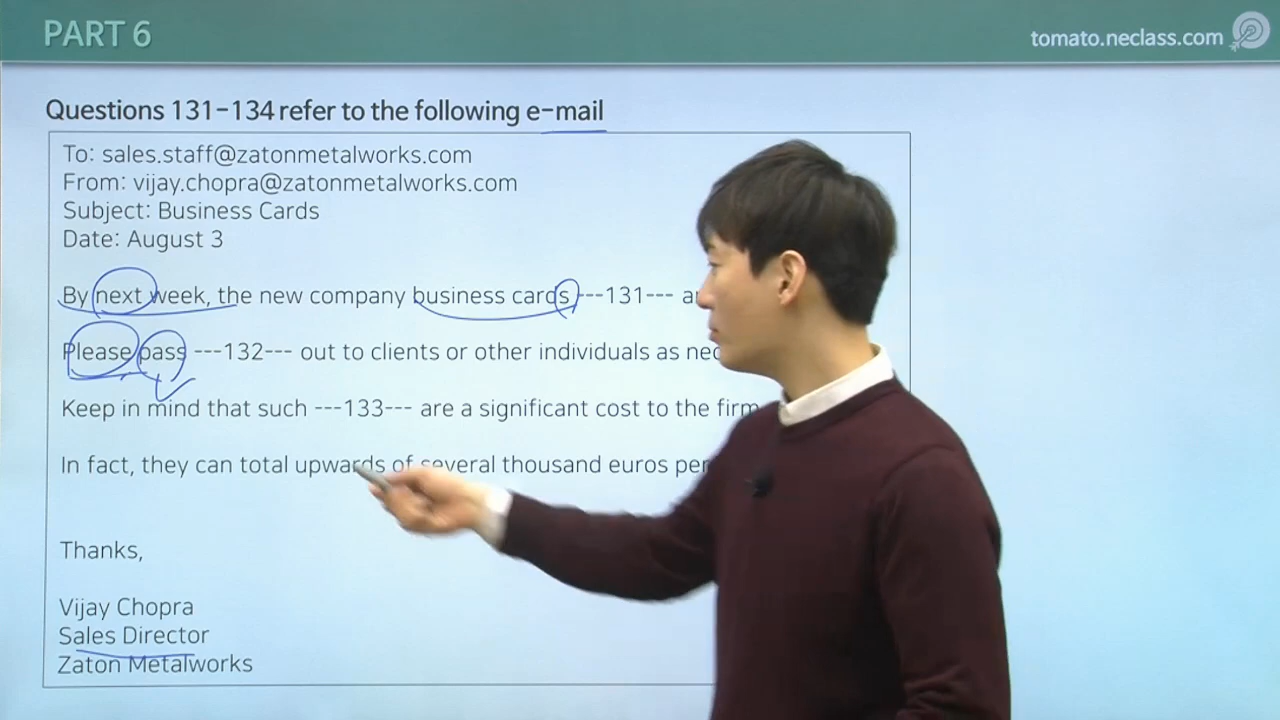 PART 6
tomato.neclass.com
Questions 131-134 refer to the following e-mail
To: sales.staff@zatonmetalworks.com
From: vijay.chopra@zatonmetalworks.com
Subject: Business Cards
Date: August 3
By next week, the new company business cards ---131---
Please pass ---132--- out to clients or other individuals as
Keep in mind that such ---133--- are a significant cost to the firm
In fact, they can total upwards of several thousand euros per
Thanks,
Vijay Chopra
Sales Director
Zaton Metalworks